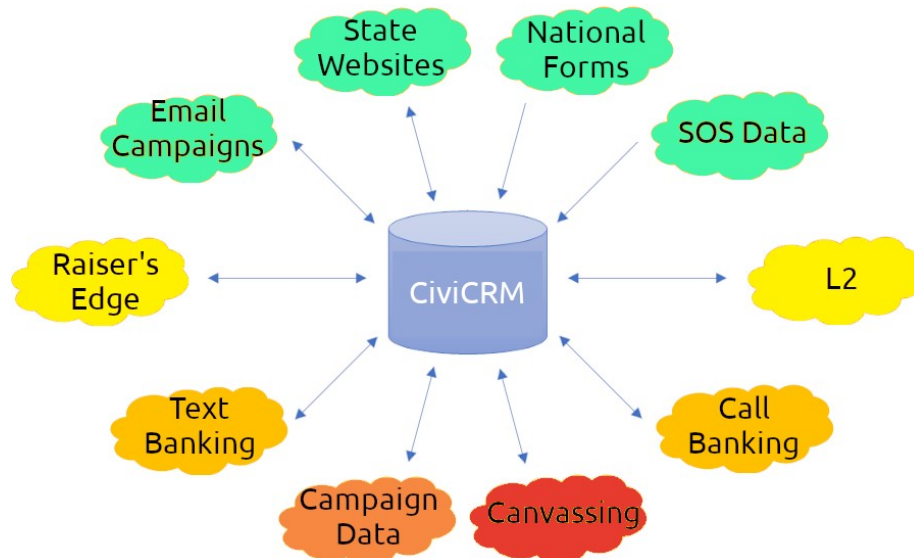 State
Websites
National
Forms
Email
Campaigns
SOS Data
Raiser's
Edge
CiviCRM
L2
Text
Banking
Call
Banking
Campaign
Data
Canvassing